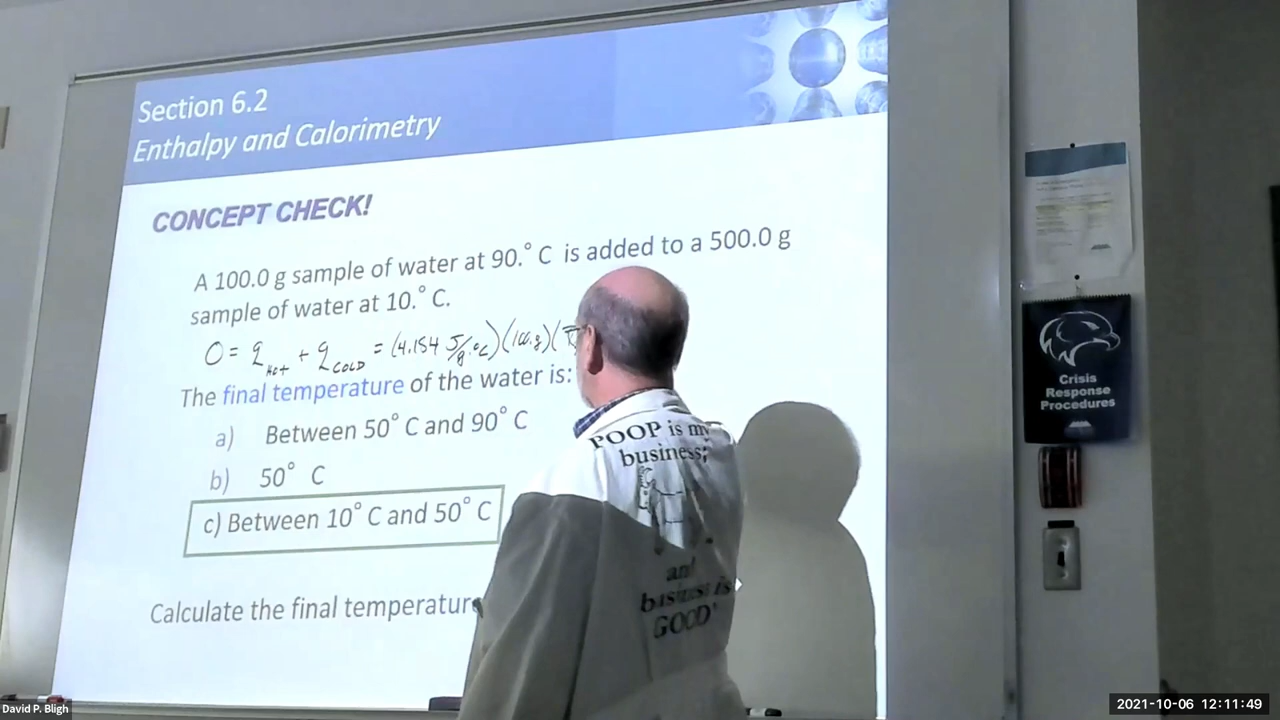 Section 6.2
Enthalpy and Calorimetry
CONCEPT CHECK!
A 100.0 g sample of water at 90.° C is added to a 500.0 g
sample of water at 10.° C.
0 = q HOT + q COLD = (4.184 J/g·°C)(100.g)(T
The final temperature of the water is:
a) Between 50° C and 90° C
b) 50° C
c) Between 10° C and 50° C
Calculate the final temperature
POOP is my
business;
and
business is
GOOD'
Crisis
Response
Procedures
David P. Bligh
2021-10-06 12:11:49